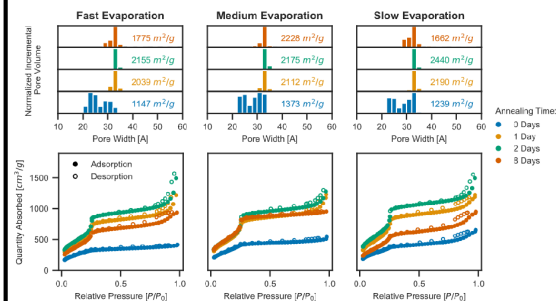 Fast Evaporation
Medium Evaporation
Slow Evaporation
Normalized Incremental
Pore Volume
1775 m²/g
2155 m²/g
2039 m²/g
1147 m²/g
2228 m²/g
2175 m²/g
2112 m²/g
1373 m²/g
1662 m²/g
2440 m²/g
2190 m²/g
1239 m²/g
10 20 30 40 50 60
10 20 30 40 50 60
10 20 30 40 50 60
Pore Width [A]
Pore Width [A]
Pore Width [A]
Annealing Time:
0 Days
1 Day
2 Days
8 Days
Quantity Absorbed [cm³/g]
1500
1000
500
0
Adsorption
Desorption
0.0 0.5 1.0
0.0 0.5 1.0
0.0 0.5 1.0
Relative Pressure [P/P₀]
Relative Pressure [P/P₀]
Relative Pressure [P/P₀]